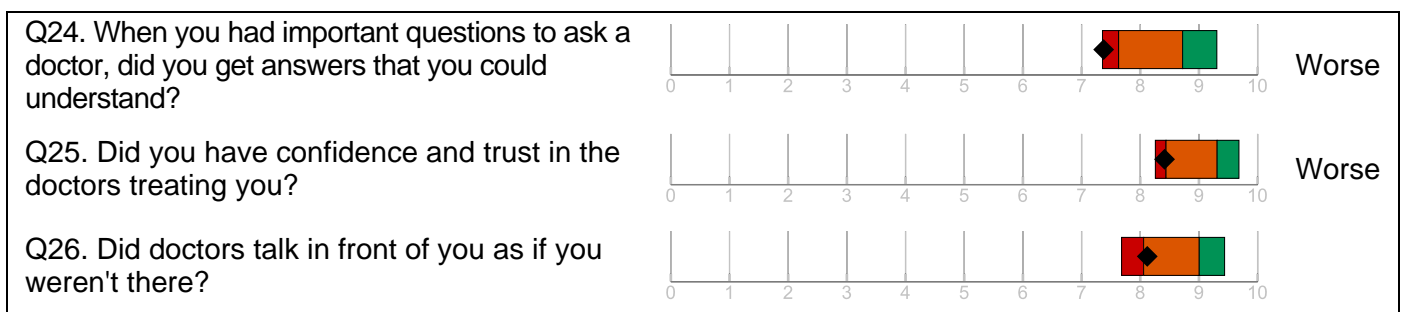 Q24. When you had important questions to ask a
doctor, did you get answers that you could
understand?
0 1 2 3 4 5 6 7 8 9 10
Worse
Q25. Did you have confidence and trust in the
doctors treating you?
0 1 2 3 4 5 6 7 8 9 10
Worse
Q26. Did doctors talk in front of you as if you
weren't there?
0 1 2 3 4 5 6 7 8 9 10